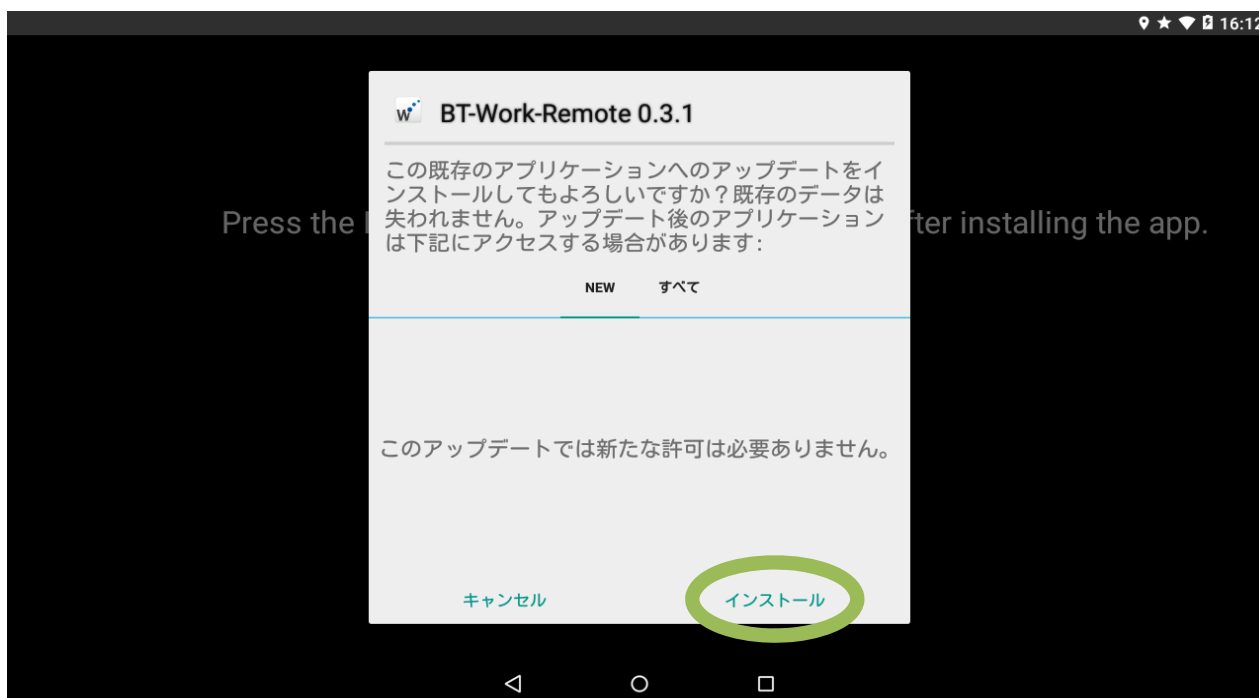 16:12
BT-Work-Remote 0.3.1
この既存のアプリケーションへのアップデートをイ
ンストールしてもよろしいですか？既存のデータは
失われません。アップデート後のアプリケーション
は下記にアクセスする場合があります：
Press the
ter installing the app.
NEW すべて
このアップデートでは新たな許可は必要ありません。
キャンセル インストール